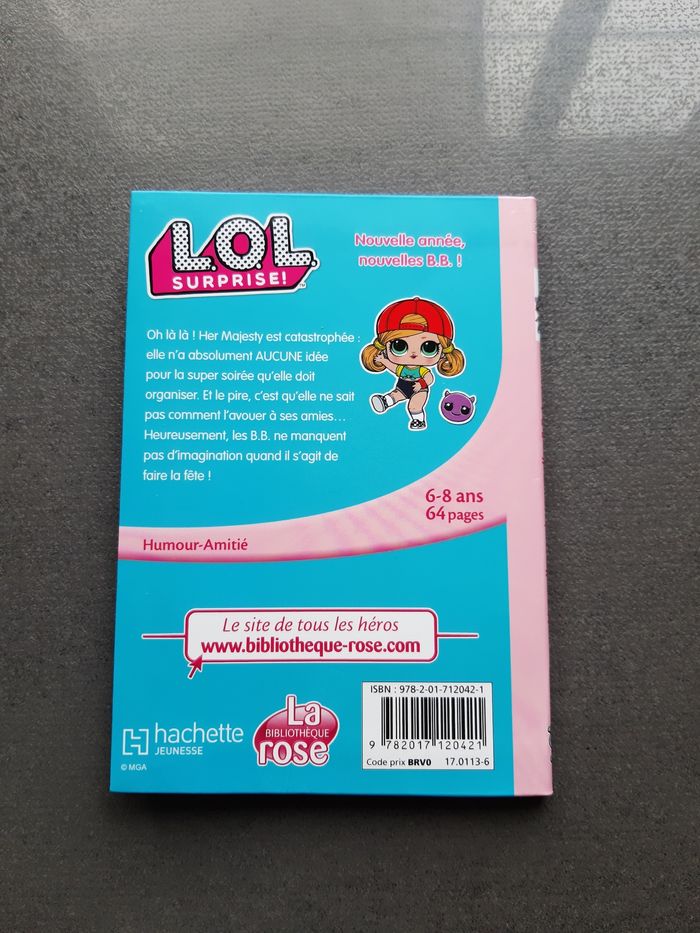 L.O.L.
SURPRISE!
TM
Nouvelle année,
nouvelles B.B. !
Oh là là ! Her Majesty est catastrophée :
elle n'a absolument AUCUNE idée
pour la super soirée qu'elle doit
organiser. Et le pire, c'est qu'elle ne sait
pas comment l'avouer à ses amies...
Heureusement, les B.B. ne manquent
pas d'imagination quand il s'agit de
faire la fête !
6-8 ans
64 pages
Humour-Amitié
Le site de tous les héros
www.bibliotheque-rose.com
hachette
JEUNESSE
© MGA
La
BIBLIOTHÈQUE
rose
ISBN : 978-2-01-712042-1
9 782017 120421
Code prix BRV0 17.0113-6